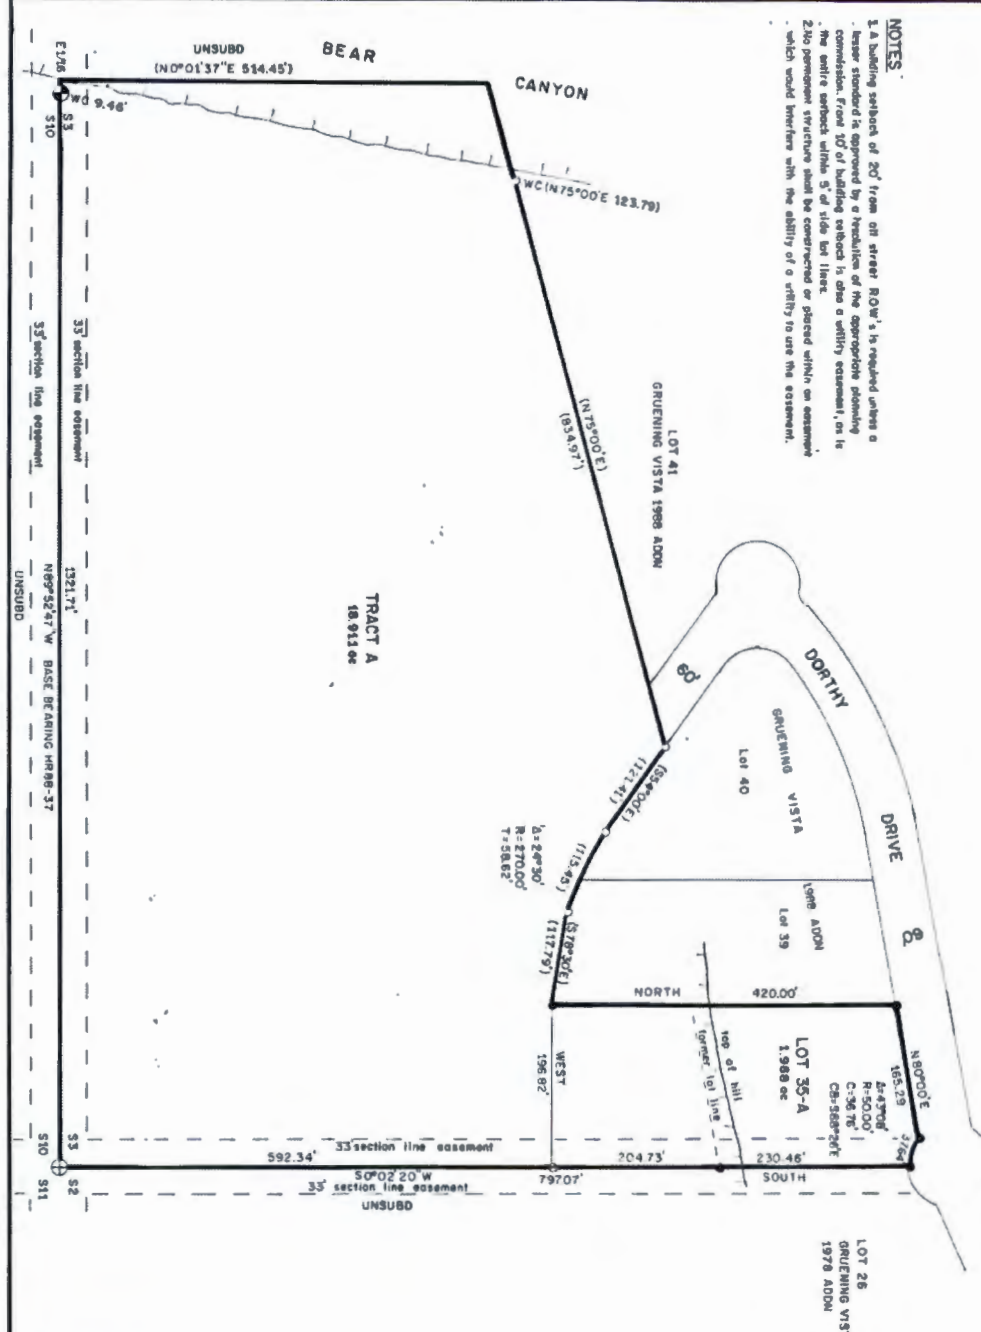 NOTES
1. A building setback of 20' from all street R.O.W.'s is required unless a
lesser standard is approved by a resolution of the appropriate planning
commission. Front 10' of building setback is also a utility easement, as is
the entire setback within 5' of side lot lines.
2. No permanent structure shall be constructed or placed within an easement
which would interfere with the ability of a utility to use the easement.
BEAR
CANYON
UNSUBD
(N0°01'37"E 514.45')
E1/16
WC 9.46'
S3
S10
WC (N75°00'E 123.79)
33' section line easement
33' section line easement
(N75°00'E)
(834.97')
LOT 41
GRUENING VISTA 1988 ADDN
TRACT A
18.911 ac
1321.71'
N89°52'47"W BASE BEARING HR88-37
UNSUBD
60'
DORTHY
DRIVE
GRUENING VISTA
Lot 40
1988 ADDN
Lot 39
(S54°00'E)
(121.41')
(115.45')
Δ=24°30'
R=270.00'
T=58.62'
(S78°30'E)
(117.79')
NORTH 420.00'
top of hill
former lot line
LOT 35-A
1.988 ac
N80°00'E
165.29
Δ=43°08'
R=50.00'
C=36.76'
CB=S88°26'E
37.64
WEST
196.82'
33' section line easement
592.34'
204.73'
230.46'
S0°02'20"W
797.07
SOUTH
33' section line easement
UNSUBD
S3
S10
S2
S11
LOT 26
GRUENING VIS
1978 ADDN